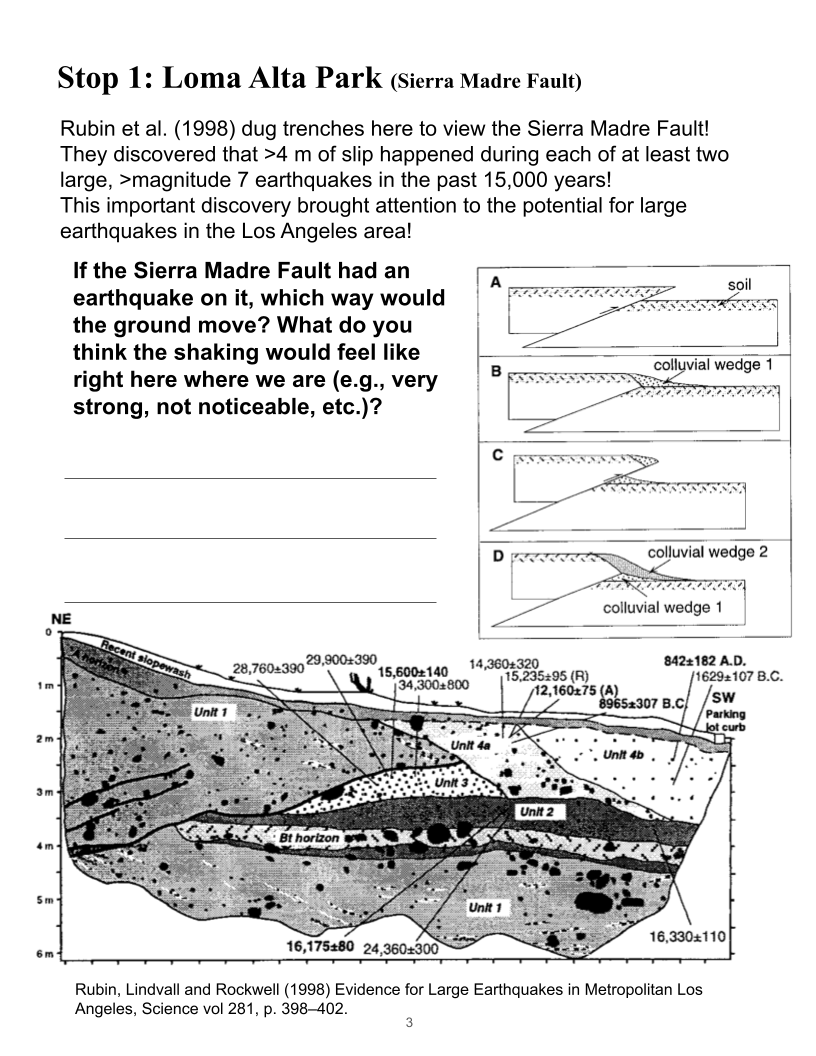 Stop 1: Loma Alta Park (Sierra Madre Fault)
Rubin et al. (1998) dug trenches here to view the Sierra Madre Fault!
They discovered that >4 m of slip happened during each of at least two
large, >magnitude 7 earthquakes in the past 15,000 years!
This important discovery brought attention to the potential for large
earthquakes in the Los Angeles area!
If the Sierra Madre Fault had an
earthquake on it, which way would
the ground move? What do you
think the shaking would feel like
right here where we are (e.g., very
strong, not noticeable, etc.)?
A
soil
B
colluvial wedge 1
C
D
colluvial wedge 2
colluvial wedge 1
NE
0
1 m
2 m
3 m
4 m
5 m
6 m
Recent slopewash
A horizon
28,760±390
29,900±390
15,600±140
34,300±800
14,360±320
15,235±95 (R)
12,160±75 (A)
8965±307 B.C.
842±182 A.D.
1629±107 B.C.
SW
Parking
lot curb
Unit 1
Unit 4a
Unit 4b
Unit 3
Unit 2
Bt horizon
Unit 1
16,175±80
24,360±300
16,330±110
Rubin, Lindvall and Rockwell (1998) Evidence for Large Earthquakes in Metropolitan Los
Angeles, Science vol 281, p. 398–402.
3